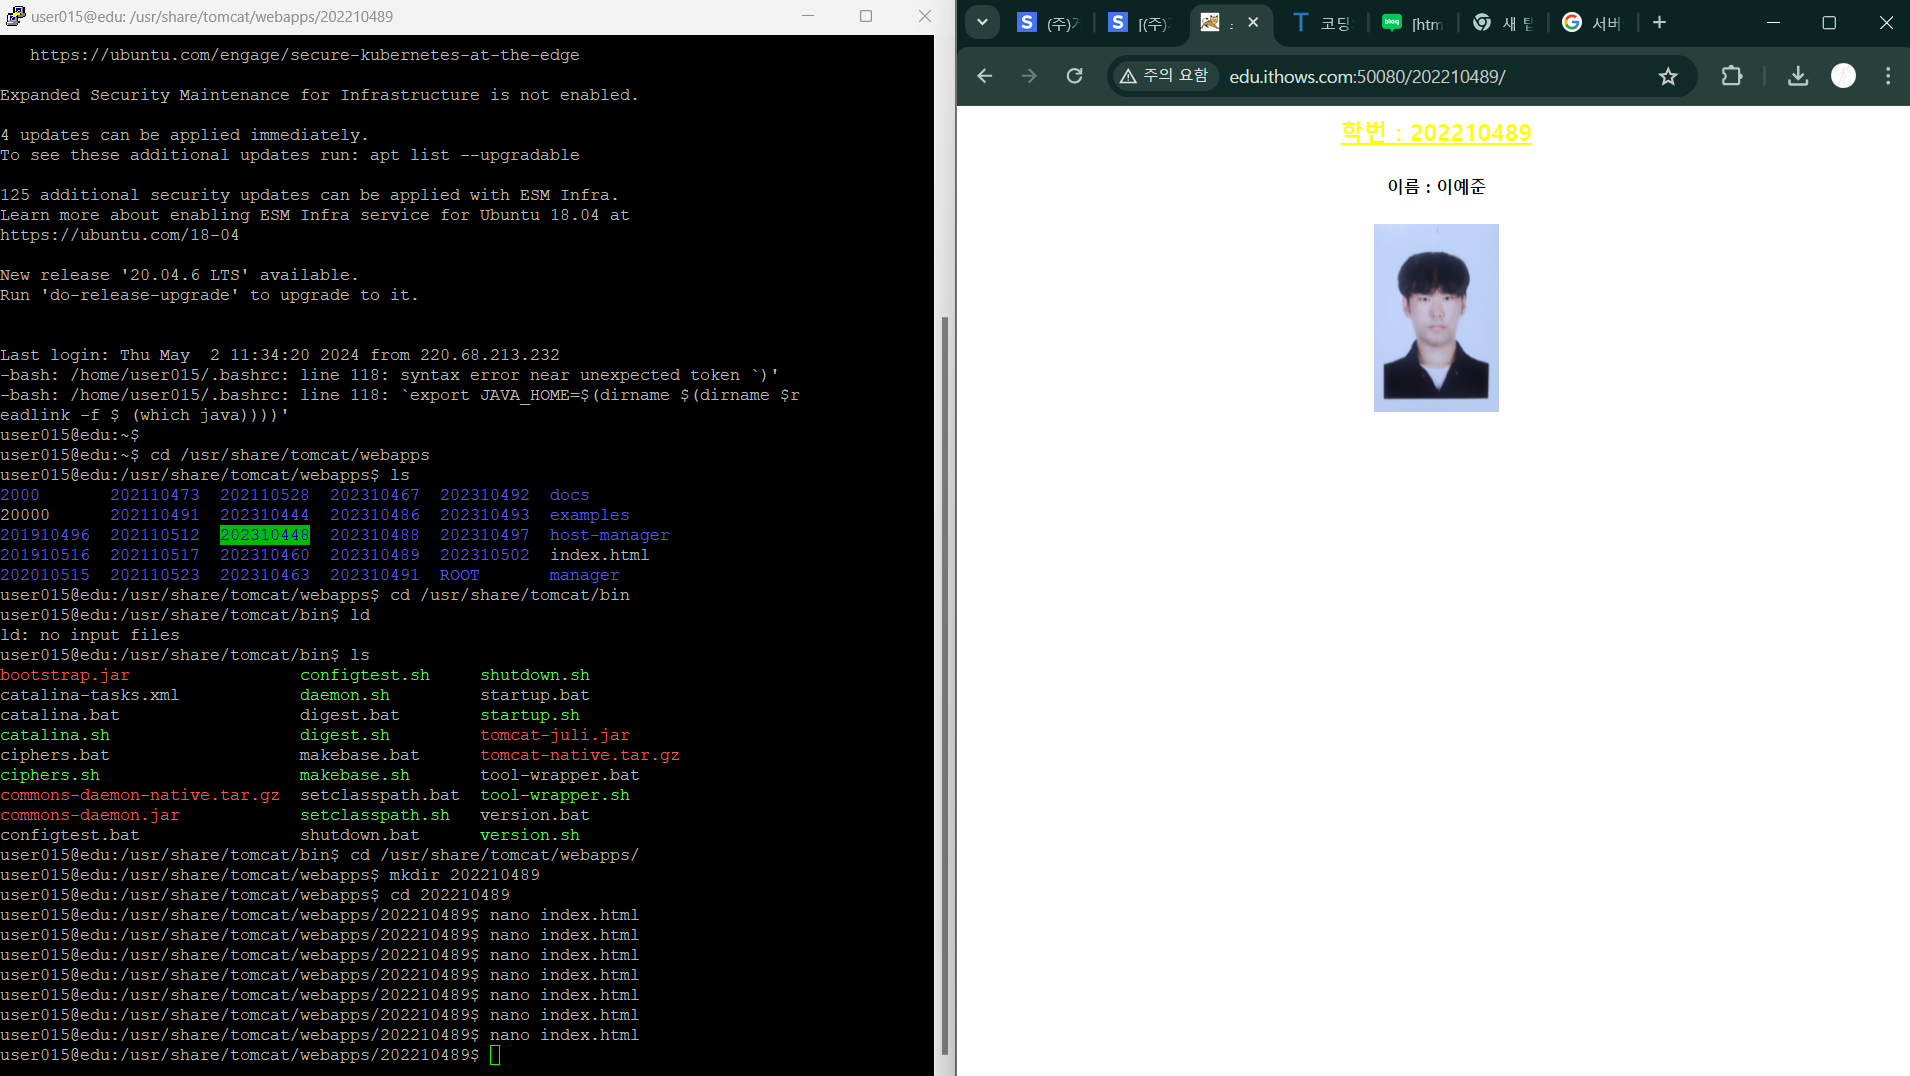 user015@edu: /usr/share/tomcat/webapps/202210489
https://ubuntu.com/engage/secure-kubernetes-at-the-edge
Expanded Security Maintenance for Infrastructure is not enabled.
4 updates can be applied immediately.
To see these additional updates run: apt list --upgradable
125 additional security updates can be applied with ESM Infra.
Learn more about enabling ESM Infra service for Ubuntu 18.04 at
https://ubuntu.com/18-04
New release '20.04.6 LTS' available.
Run 'do-release-upgrade' to upgrade to it.
Last login: Thu May  2 11:34:20 2024 from 220.68.213.232
-bash: /home/user015/.bashrc: line 118: syntax error near unexpected token `)'
-bash: /home/user015/.bashrc: line 118: `export JAVA_HOME=$(dirname $(dirname $r
eadlink -f $ (which java))))'
user015@edu:~$
user015@edu:~$ cd /usr/share/tomcat/webapps
user015@edu:/usr/share/tomcat/webapps$ ls
2000       202110473  202110528  202310467  202310492  docs
20000      202110491  202310444  202310486  202310493  examples
201910496  202110512  202310448  202310488  202310497  host-manager
201910516  202110517  202310460  202310489  202310502  index.html
202010515  202110523  202310463  202310491  ROOT       manager
user015@edu:/usr/share/tomcat/webapps$ cd /usr/share/tomcat/bin
user015@edu:/usr/share/tomcat/bin$ ld
ld: no input files
user015@edu:/usr/share/tomcat/bin$ ls
bootstrap.jar                 configtest.sh     shutdown.sh
catalina-tasks.xml            daemon.sh         startup.bat
catalina.bat                  digest.bat        startup.sh
catalina.sh                   digest.sh         tomcat-juli.jar
ciphers.bat                   makebase.bat      tomcat-native.tar.gz
ciphers.sh                    makebase.sh       tool-wrapper.bat
commons-daemon-native.tar.gz  setclasspath.bat  tool-wrapper.sh
commons-daemon.jar            setclasspath.sh   version.bat
configtest.bat                shutdown.bat      version.sh
user015@edu:/usr/share/tomcat/bin$ cd /usr/share/tomcat/webapps/
user015@edu:/usr/share/tomcat/webapps$ mkdir 202210489
user015@edu:/usr/share/tomcat/webapps$ cd 202210489
user015@edu:/usr/share/tomcat/webapps/202210489$ nano index.html
user015@edu:/usr/share/tomcat/webapps/202210489$ nano index.html
user015@edu:/usr/share/tomcat/webapps/202210489$ nano index.html
user015@edu:/usr/share/tomcat/webapps/202210489$ nano index.html
user015@edu:/usr/share/tomcat/webapps/202210489$ nano index.html
user015@edu:/usr/share/tomcat/webapps/202210489$ nano index.html
user015@edu:/usr/share/tomcat/webapps/202210489$ nano index.html
user015@edu:/usr/share/tomcat/webapps/202210489$
S (주) S [(주) T 코딩 blog [htm 새 탭 G 서버
주의 요함 edu.ithows.com:50080/202210489/
학번 : 202210489
이름 : 이예준